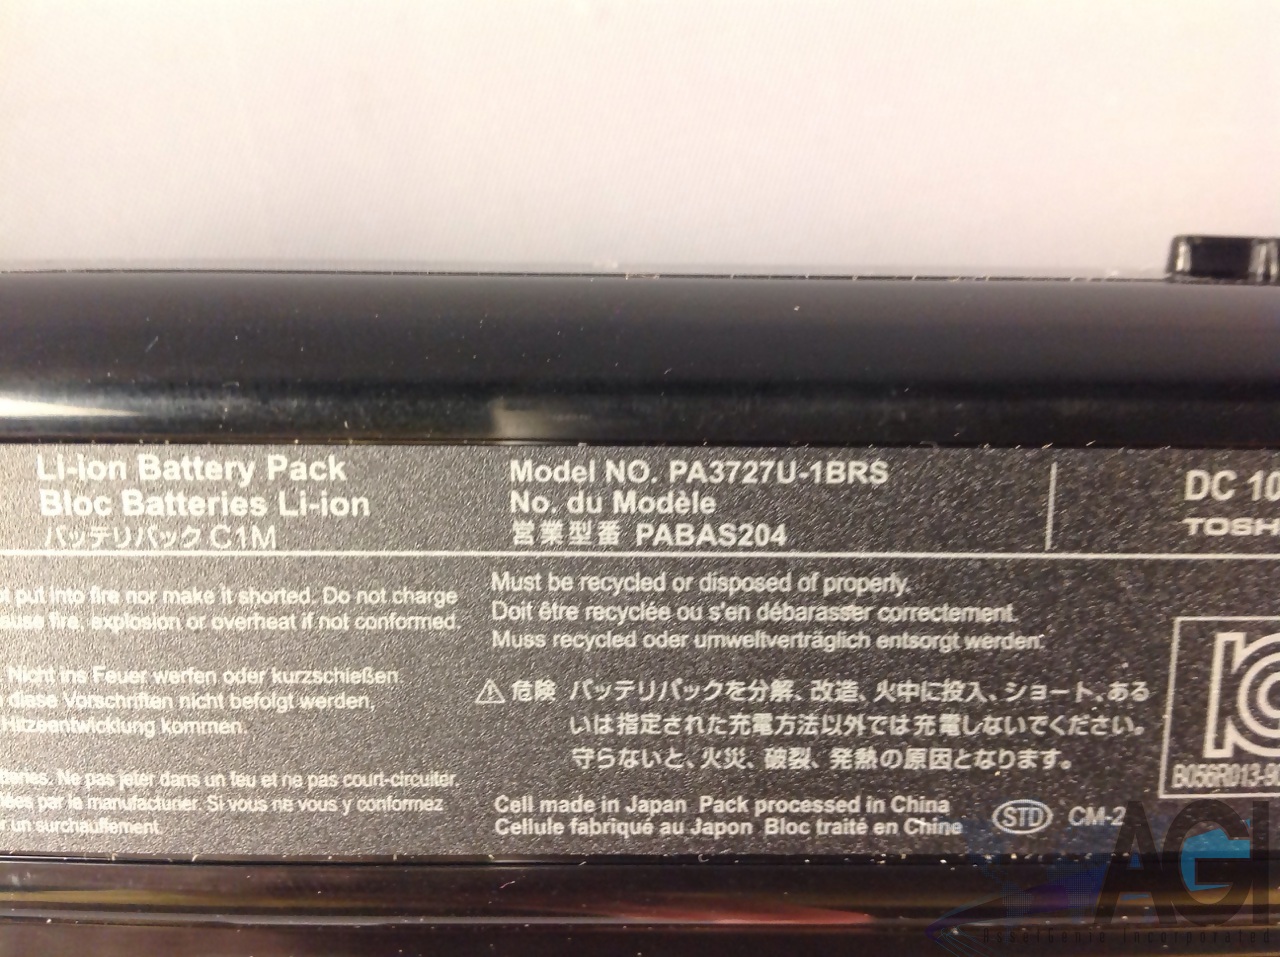 Li-ion Battery Pack
Bloc Batteries Li-ion
バッテリパック C1M
Model NO. PA3727U-1BRS
No. du Modèle
営業型番 PABAS204
DC 10
TOSH
put into fire nor make it shorted. Do not charge
fire, explosion or overheat if not conformed.
Nicht ins Feuer werfen oder kurzschießen.
diese Vorschriften nicht befolgt werden,
Hitzeentwicklung kommen.
Ne pas jeter dans un feu et ne pas court-circuiter.
par le manufacturier. Si vous ne vous y conformez
un surchauffement.
Must be recycled or disposed of properly.
Doit être recyclée ou s'en débarasser correctement.
Muss recycled oder umweltverträglich entsorgt werden.
⚠ 危険 バッテリパックを分解、改造、火中に投入、ショート、ある
いは指定された充電方法以外では充電しないでください。
守らないと、火災、破裂、発熱の原因となります。
Cell made in Japan Pack processed in China
Cellule fabriqué au Japon Bloc traité en Chine
STD CM-2
B056R013-9
AGI
AssetGenie Incorporated